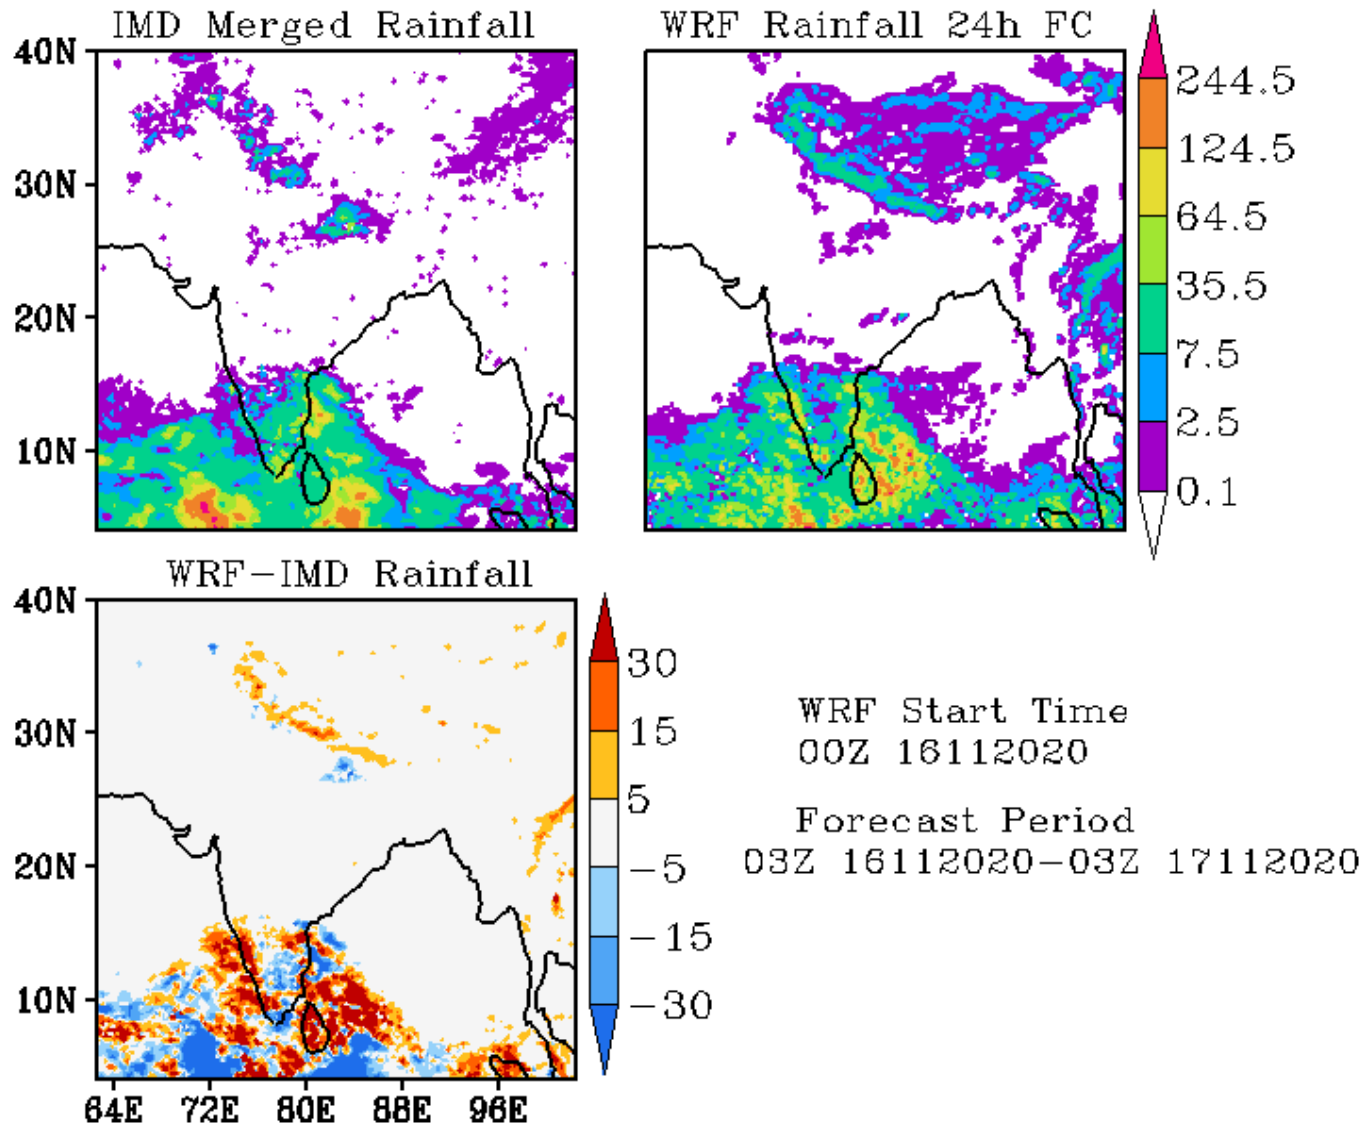 IMD Merged Rainfall
WRF Rainfall 24h FC
40N
30N
20N
10N
244.5
124.5
64.5
35.5
7.5
2.5
0.1
WRF-IMD Rainfall
40N
30N
20N
10N
64E 72E 80E 88E 96E
30
15
5
-5
-15
-30
WRF Start Time
00Z 16112020
Forecast Period
03Z 16112020-03Z 17112020